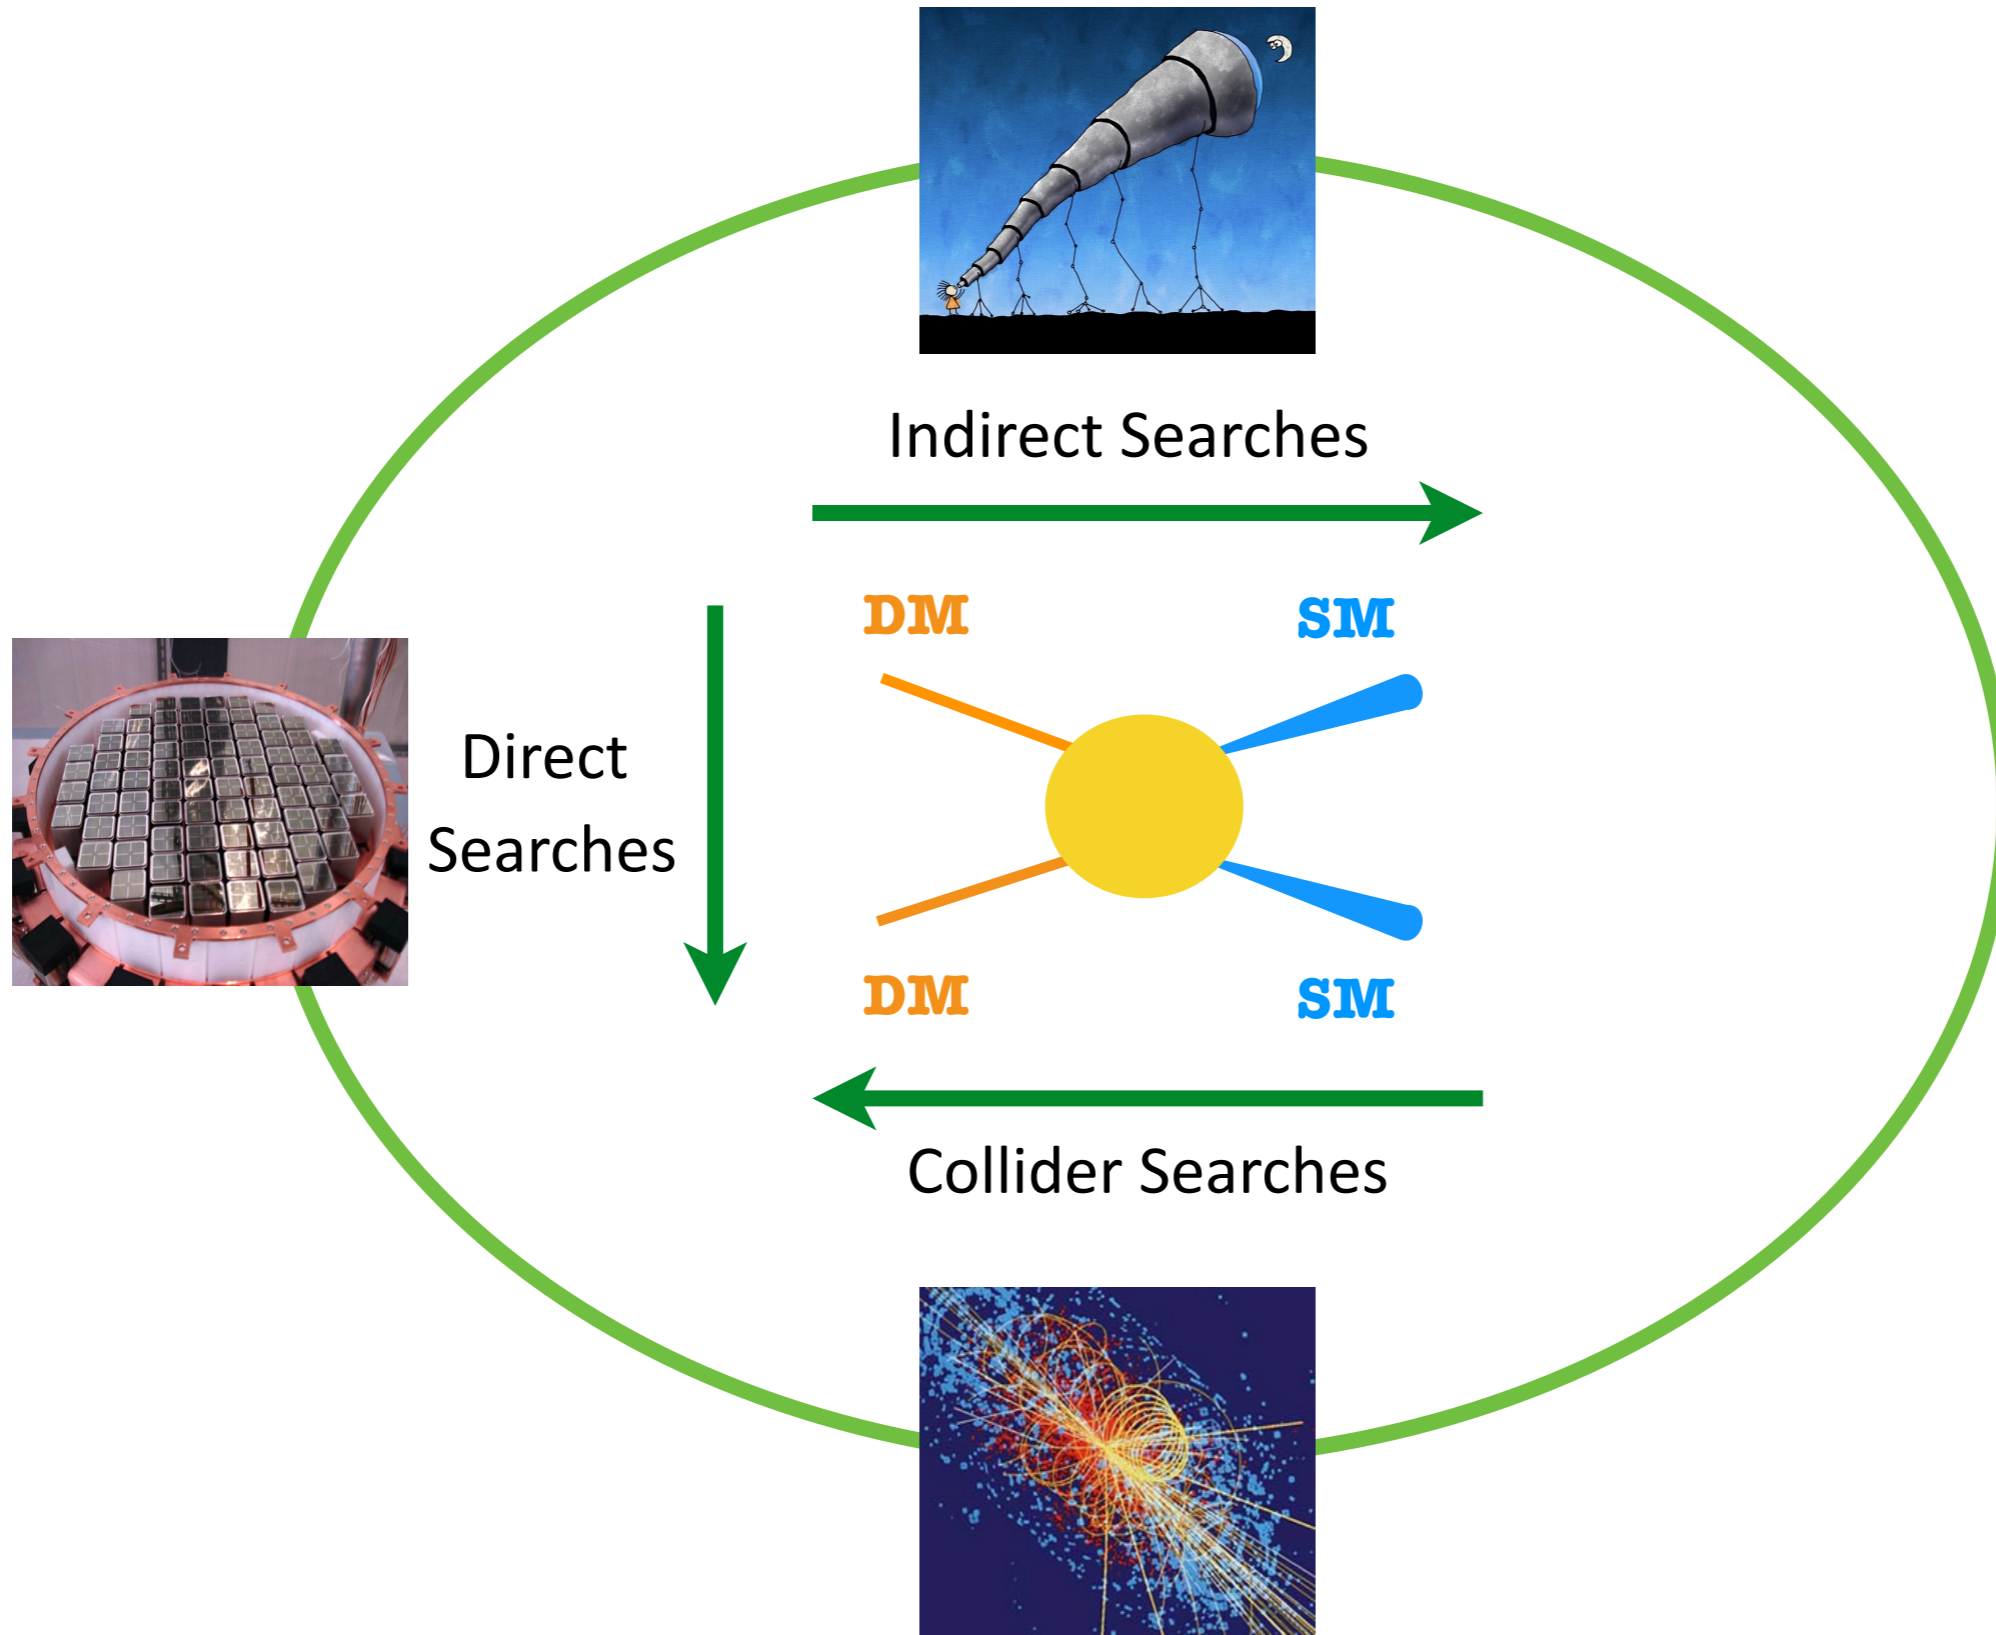 Indirect Searches
DM
SM
Direct
Searches
DM
SM
Collider Searches